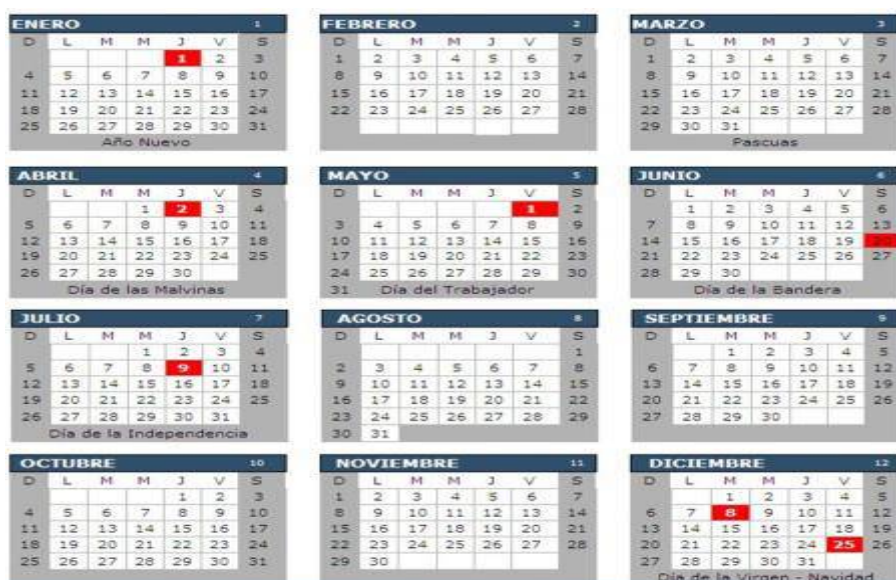 ENERO 1
D L M M J V S
1 2 3
4 5 6 7 8 9 10
11 12 13 14 15 16 17
18 19 20 21 22 23 24
25 26 27 28 29 30 31
Año Nuevo
FEBRERO 2
D L M M J V S
1 2 3 4 5 6 7
8 9 10 11 12 13 14
15 16 17 18 19 20 21
22 23 24 25 26 27 28
MARZO 3
D L M M J V S
1 2 3 4 5 6 7
8 9 10 11 12 13 14
15 16 17 18 19 20 21
22 23 24 25 26 27 28
29 30 31
Pascuas
ABRIL 4
D L M M J V S
1 2 3 4
5 6 7 8 9 10 11
12 13 14 15 16 17 18
19 20 21 22 23 24 25
26 27 28 29 30
Día de las Malvinas
MAYO 5
D L M M J V S
1 2
3 4 5 6 7 8 9
10 11 12 13 14 15 16
17 18 19 20 21 22 23
24 25 26 27 28 29 30
31 Día del Trabajador
JUNIO 6
D L M M J V S
1 2 3 4 5 6
7 8 9 10 11 12 13
14 15 16 17 18 19 20
21 22 23 24 25 26 27
28 29 30
Día de la Bandera
JULIO 7
D L M M J V S
1 2 3 4
5 6 7 8 9 10 11
12 13 14 15 16 17 18
19 20 21 22 23 24 25
26 27 28 29 30 31
Día de la Independencia
AGOSTO 8
D L M M J V S
1
2 3 4 5 6 7 8
9 10 11 12 13 14 15
16 17 18 19 20 21 22
23 24 25 26 27 28 29
30 31
SEPTIEMBRE 9
D L M M J V S
1 2 3 4 5
6 7 8 9 10 11 12
13 14 15 16 17 18 19
20 21 22 23 24 25 26
27 28 29 30
OCTUBRE 10
D L M M J V S
1 2 3
4 5 6 7 8 9 10
11 12 13 14 15 16 17
18 19 20 21 22 23 24
25 26 27 28 29 30 31
NOVIEMBRE 11
D L M M J V S
1 2 3 4 5 6 7
8 9 10 11 12 13 14
15 16 17 18 19 20 21
22 23 24 25 26 27 28
29 30
DICIEMBRE 12
D L M M J V S
1 2 3 4 5
6 7 8 9 10 11 12
13 14 15 16 17 18 19
20 21 22 23 24 25 26
27 28 29 30 31
Día de la Virgen - Navidad